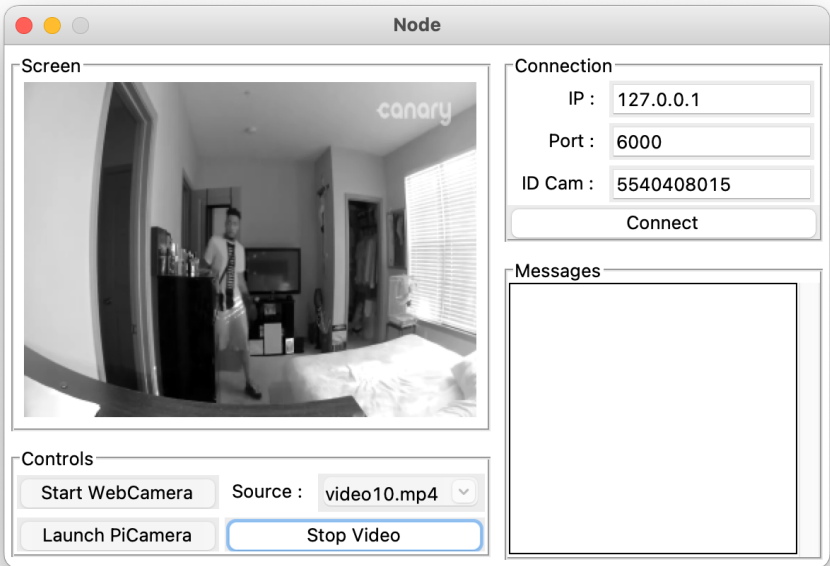 Node
Screen
canary
Controls
Start WebCamera
Source :
video10.mp4
Launch PiCamera
Stop Video
Connection
IP :
127.0.0.1
Port :
6000
ID Cam :
5540408015
Connect
Messages